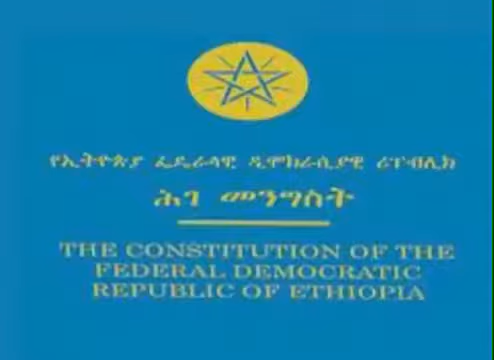 የኢትዮጵያ ፌዴራላዊ ዲሞክራሲያዊ ሪፐብሊክ
ሕገ መንግስት
THE CONSTITUTION OF THE
FEDERAL DEMOCRATIC
REPUBLIC OF ETHIOPIA